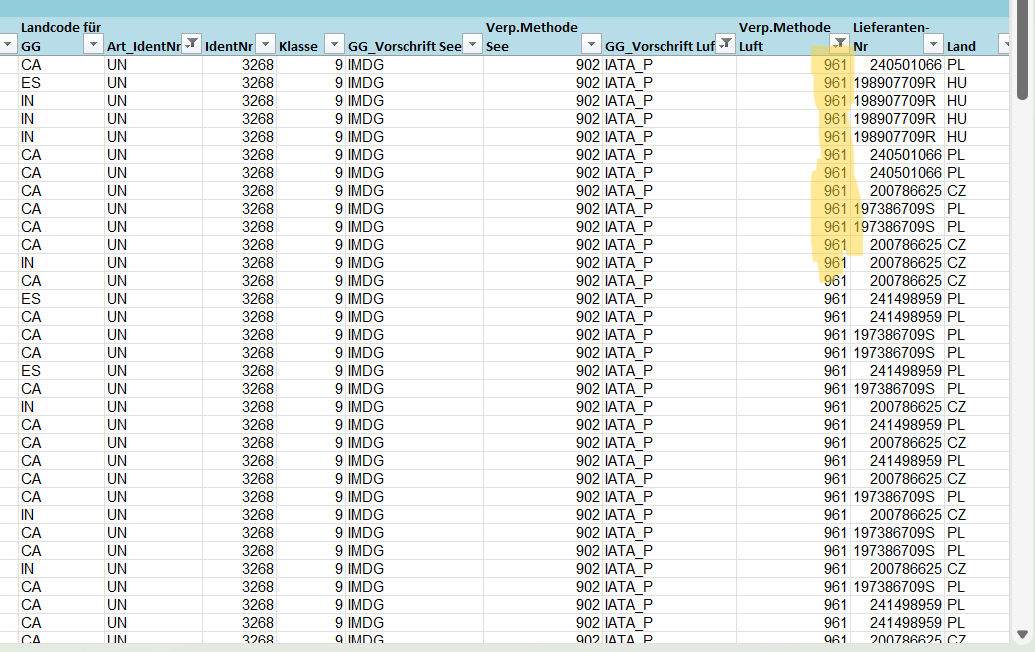 Landcode für Verp.Methode Verp.Methode Lieferanten-
GG Art_IdentNr IdentNr Klasse GG_Vorschrift See See GG_Vorschrift Luf Luft Nr Land
CA UN 3268 9 IMDG 902 IATA_P 961 240501066 PL
ES UN 3268 9 IMDG 902 IATA_P 961 198907709R HU
IN UN 3268 9 IMDG 902 IATA_P 961 198907709R HU
IN UN 3268 9 IMDG 902 IATA_P 961 198907709R HU
IN UN 3268 9 IMDG 902 IATA_P 961 198907709R HU
CA UN 3268 9 IMDG 902 IATA_P 961 240501066 PL
CA UN 3268 9 IMDG 902 IATA_P 961 240501066 PL
CA UN 3268 9 IMDG 902 IATA_P 961 200786625 CZ
CA UN 3268 9 IMDG 902 IATA_P 961 197386709S PL
CA UN 3268 9 IMDG 902 IATA_P 961 197386709S PL
CA UN 3268 9 IMDG 902 IATA_P 961 200786625 CZ
IN UN 3268 9 IMDG 902 IATA_P 961 200786625 CZ
CA UN 3268 9 IMDG 902 IATA_P 961 200786625 CZ
ES UN 3268 9 IMDG 902 IATA_P 961 241498959 PL
CA UN 3268 9 IMDG 902 IATA_P 961 241498959 PL
CA UN 3268 9 IMDG 902 IATA_P 961 197386709S PL
CA UN 3268 9 IMDG 902 IATA_P 961 197386709S PL
ES UN 3268 9 IMDG 902 IATA_P 961 241498959 PL
CA UN 3268 9 IMDG 902 IATA_P 961 197386709S PL
IN UN 3268 9 IMDG 902 IATA_P 961 200786625 CZ
CA UN 3268 9 IMDG 902 IATA_P 961 241498959 PL
CA UN 3268 9 IMDG 902 IATA_P 961 200786625 CZ
CA UN 3268 9 IMDG 902 IATA_P 961 241498959 PL
CA UN 3268 9 IMDG 902 IATA_P 961 200786625 CZ
CA UN 3268 9 IMDG 902 IATA_P 961 197386709S PL
IN UN 3268 9 IMDG 902 IATA_P 961 200786625 CZ
CA UN 3268 9 IMDG 902 IATA_P 961 197386709S PL
CA UN 3268 9 IMDG 902 IATA_P 961 197386709S PL
IN UN 3268 9 IMDG 902 IATA_P 961 200786625 CZ
CA UN 3268 9 IMDG 902 IATA_P 961 197386709S PL
CA UN 3268 9 IMDG 902 IATA_P 961 241498959 PL
CA UN 3268 9 IMDG 902 IATA_P 961 241498959 PL
CA UN 3268 9 IMDG 902 IATA_P 961 200786625 CZ